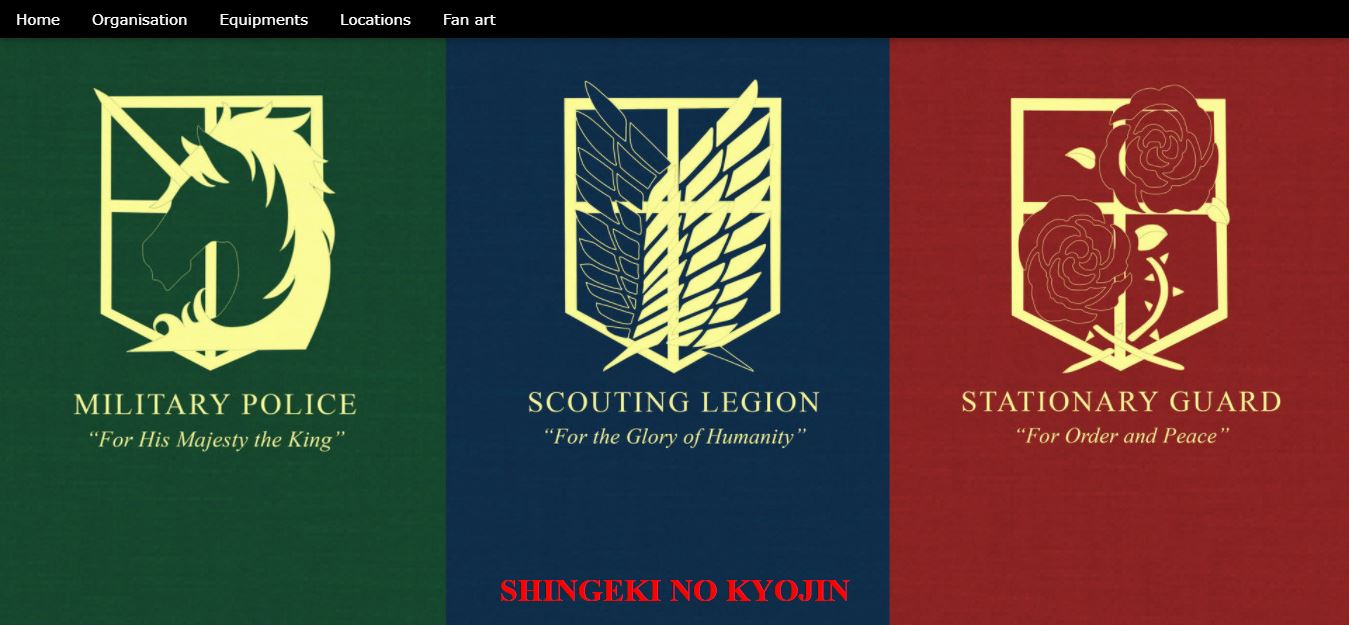 Home Organisation Equipments Locations Fan art
MILITARY POLICE
“For His Majesty the King”
SCOUTING LEGION
“For the Glory of Humanity”
STATIONARY GUARD
“For Order and Peace”
SHINGEKI NO KYOJIN